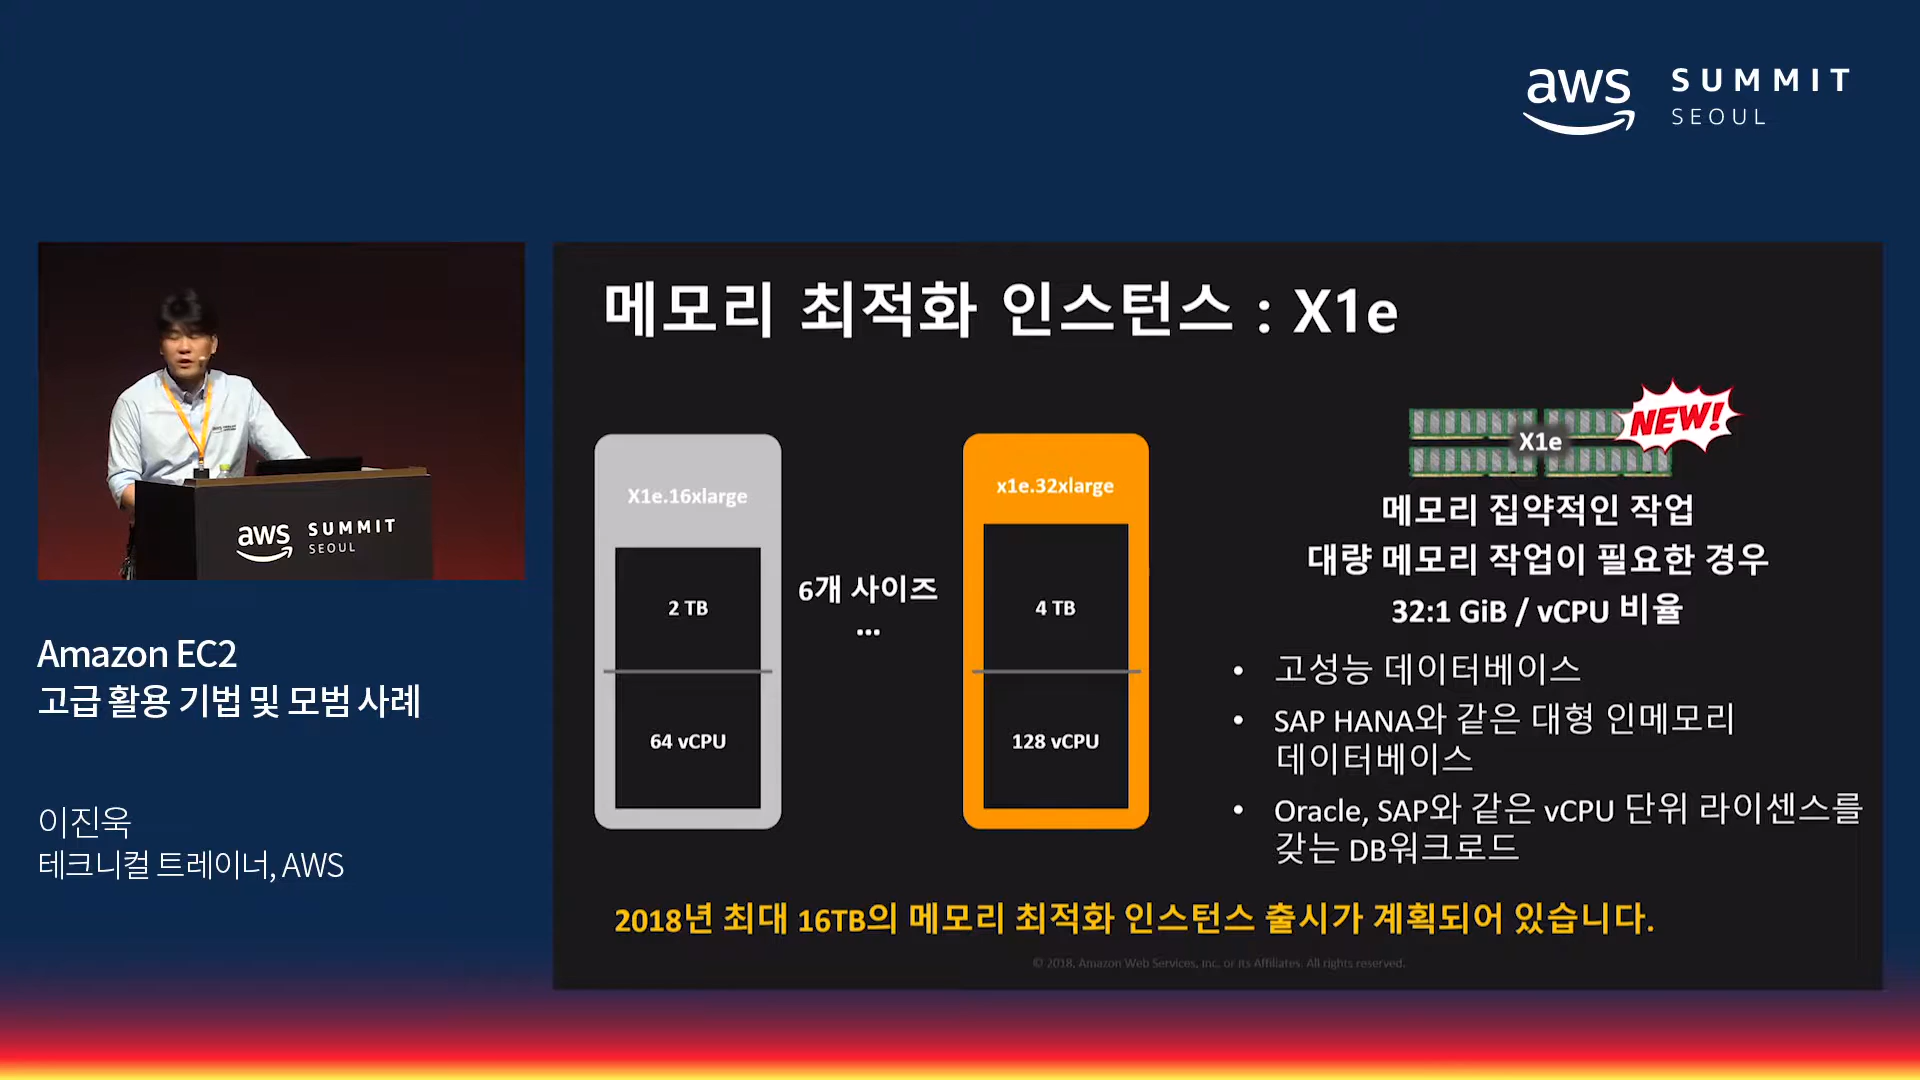 aws SUMMIT
SEOUL
aws SUMMIT
SEOUL
Amazon EC2
고급 활용 기법 및 모범 사례
이진욱
테크니컬 트레이너, AWS
메모리 최적화 인스턴스 : X1e
X1e.16xlarge
2 TB
64 vCPU
6개 사이즈
...
x1e.32xlarge
4 TB
128 vCPU
X1e
NEW!
메모리 집약적인 작업
대량 메모리 작업이 필요한 경우
32:1 GiB / vCPU 비율
• 고성능 데이터베이스
• SAP HANA와 같은 대형 인메모리
데이터베이스
• Oracle, SAP와 같은 vCPU 단위 라이센스를
갖는 DB워크로드
2018년 최대 16TB의 메모리 최적화 인스턴스 출시가 계획되어 있습니다.
© 2018, Amazon Web Services, Inc. or its Affiliates. All rights reserved.